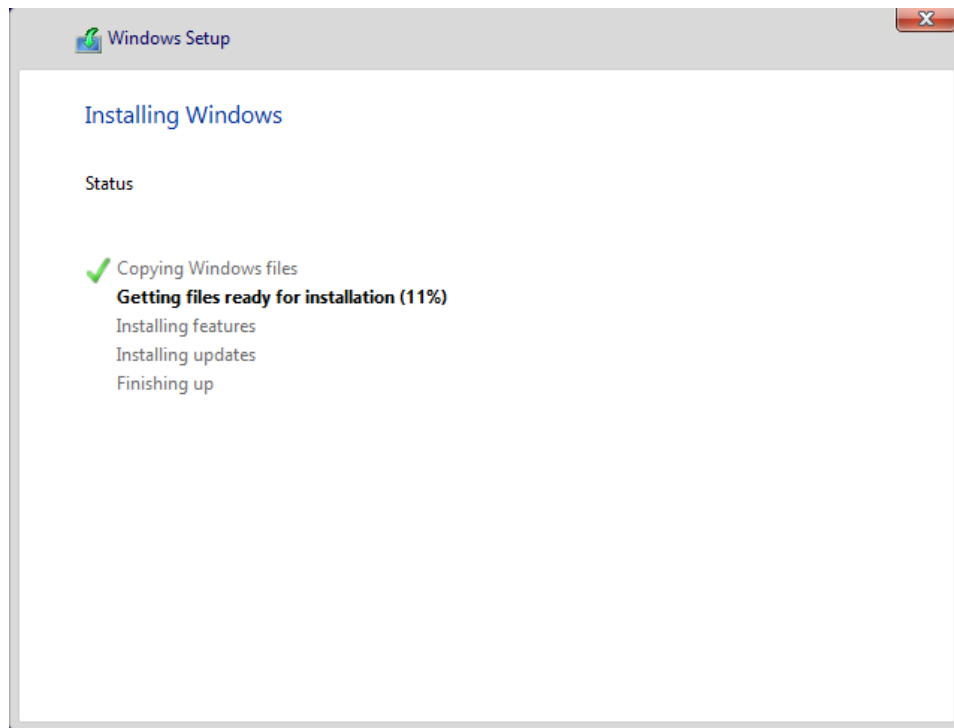 Windows Setup
Installing Windows
Status
Copying Windows files
Getting files ready for installation (11%)
Installing features
Installing updates
Finishing up